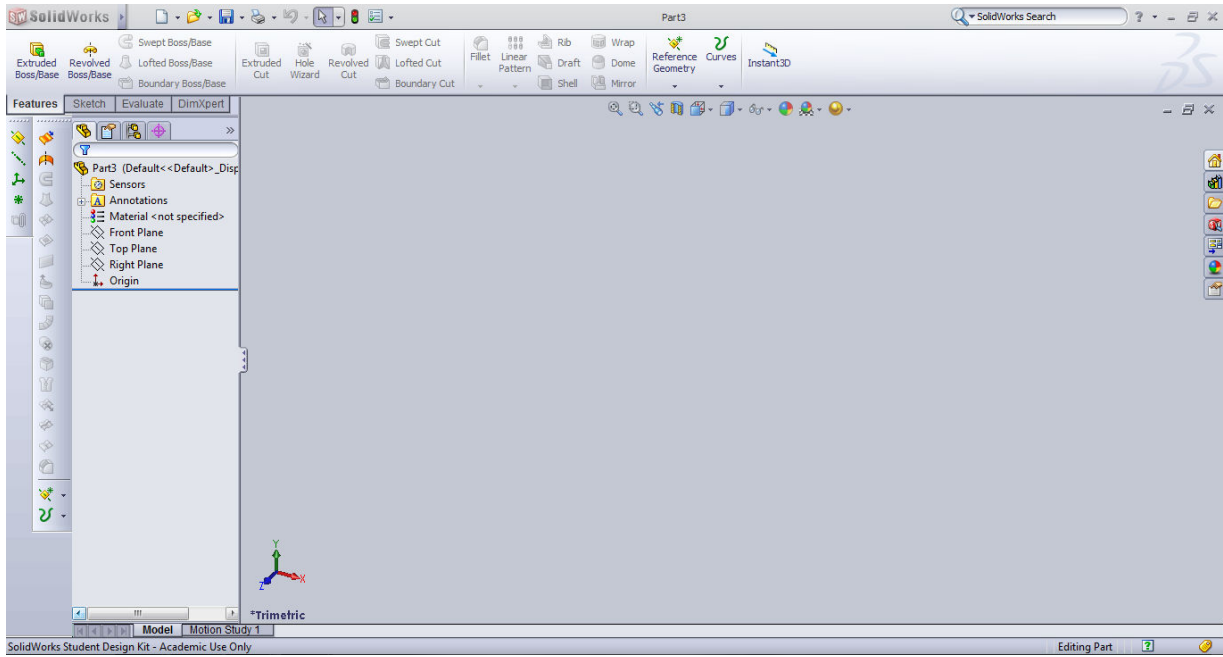 SolidWorks
Part3
SolidWorks Search
?
Extruded Boss/Base
Revolved Boss/Base
Swept Boss/Base
Lofted Boss/Base
Boundary Boss/Base
Extruded Cut
Hole Wizard
Revolved Cut
Swept Cut
Lofted Cut
Boundary Cut
Fillet
Linear Pattern
Rib
Draft
Shell
Wrap
Dome
Mirror
Reference Geometry
Curves
Instant3D
Features
Sketch
Evaluate
DimXpert
Part3 (Default<<Default>_Disp
Sensors
A
Annotations
Material <not specified>
Front Plane
Top Plane
Right Plane
Origin
Y
X
Z
*Trimetric
Model
Motion Study 1
SolidWorks Student Design Kit - Academic Use Only
Editing Part
?